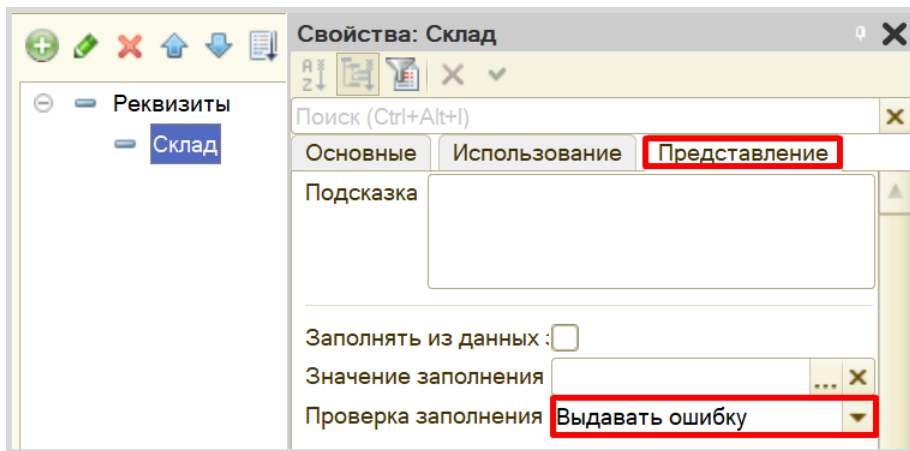 Свойства: Склад
Поиск (Ctrl+Alt+I)
Реквизиты
Склад
Основные Использование Представление
Подсказка
Заполнять из данных :
Значение заполнения ...
Проверка заполнения Выдавать ошибку